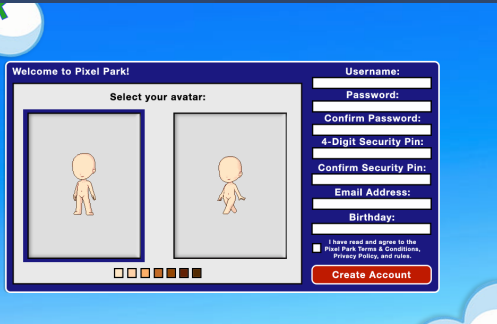 Welcome to Pixel Park!
Select your avatar:
Username:
Password:
Confirm Password:
4-Digit Security Pin:
Confirm Security Pin:
Email Address:
Birthday:
I have read and agree to the
Pixel Park Terms & Conditions,
Privacy Policy, and rules.
Create Account